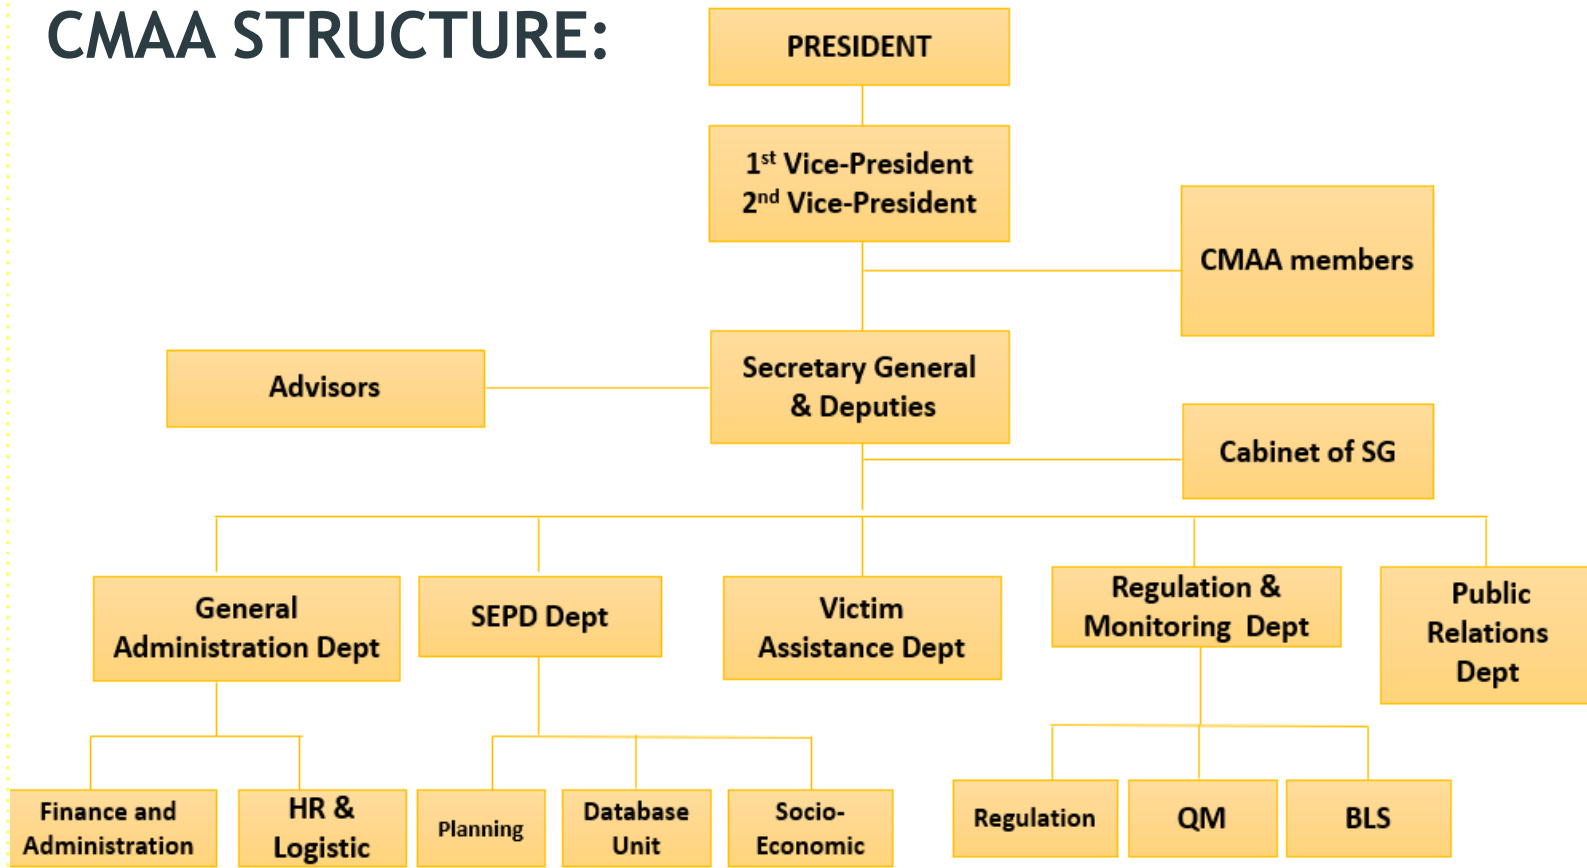 CMAA STRUCTURE:
PRESIDENT
1st Vice-President
2nd Vice-President
CMAA members
Secretary General
& Deputies
Advisors
Cabinet of SG
General
Administration Dept
SEPD Dept
Victim
Assistance Dept
Regulation &
Monitoring Dept
Public
Relations
Dept
Finance and
Administration
HR &
Logistic
Planning
Database
Unit
Socio-
Economic
Regulation
QM
BLS